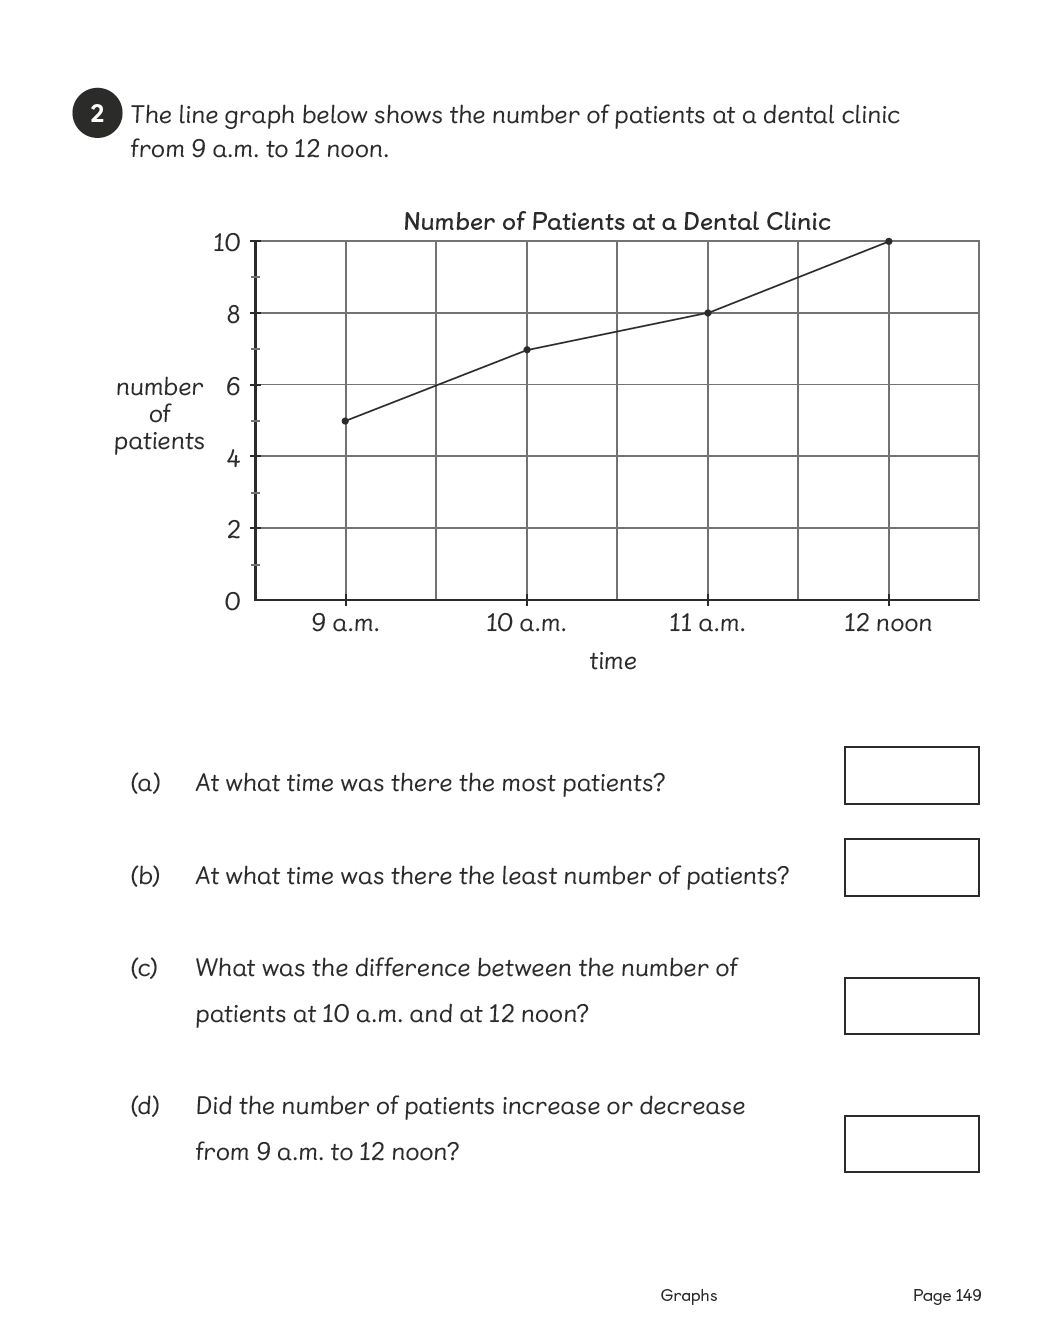 2 The line graph below shows the number of patients at a dental clinic
from 9 a.m. to 12 noon.
Number of Patients at a Dental Clinic
10
8
6
4
2
0
number
of
patients
9 a.m. 10 a.m. 11 a.m. 12 noon
time
(a) At what time was there the most patients?
(b) At what time was there the least number of patients?
(c) What was the difference between the number of
patients at 10 a.m. and at 12 noon?
(d) Did the number of patients increase or decrease
from 9 a.m. to 12 noon?
Graphs Page 149